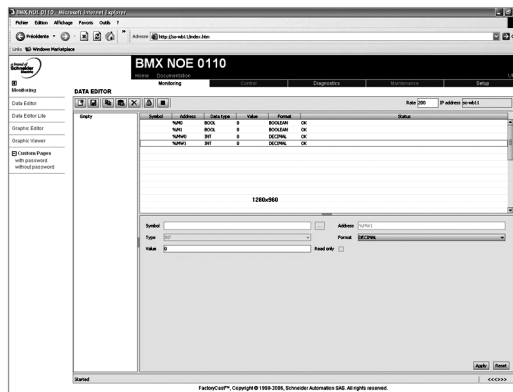 BMX NOE 0110 - Microsoft Internet Explorer
Fichier Edition Affichage Favoris Outils ?
Précédente
Adresse http://so-wb11/index.htm
Links Windows Marketplace
a brand of
Schneider
Electric
BMX NOE 0110
Home Documentation
Monitoring Control Diagnostics Maintenance Setup
Monitoring
DATA EDITOR
Data Editor
Data Editor Lite
Graphic Editor
Graphic Viewer
Custom Pages
with password
without password
Rate 200 IP address
Empty
Symbol Address Data type Value Format Status
%M0 BOOL 0 BOOLEAN OK
%M1 BOOL 0 BOOLEAN OK
%MW0 INT 0 DECIMAL OK
%MW1 INT 0 DECIMAL OK
1280x960
Symbol ... Address %MW1
Type INT Format DECIMAL
Value 0 Read only
Apply Reset
Started <<<>>>
FactoryCast™, Copyright © 1998-2006, Schneider Automation SAS. All rights reserved.